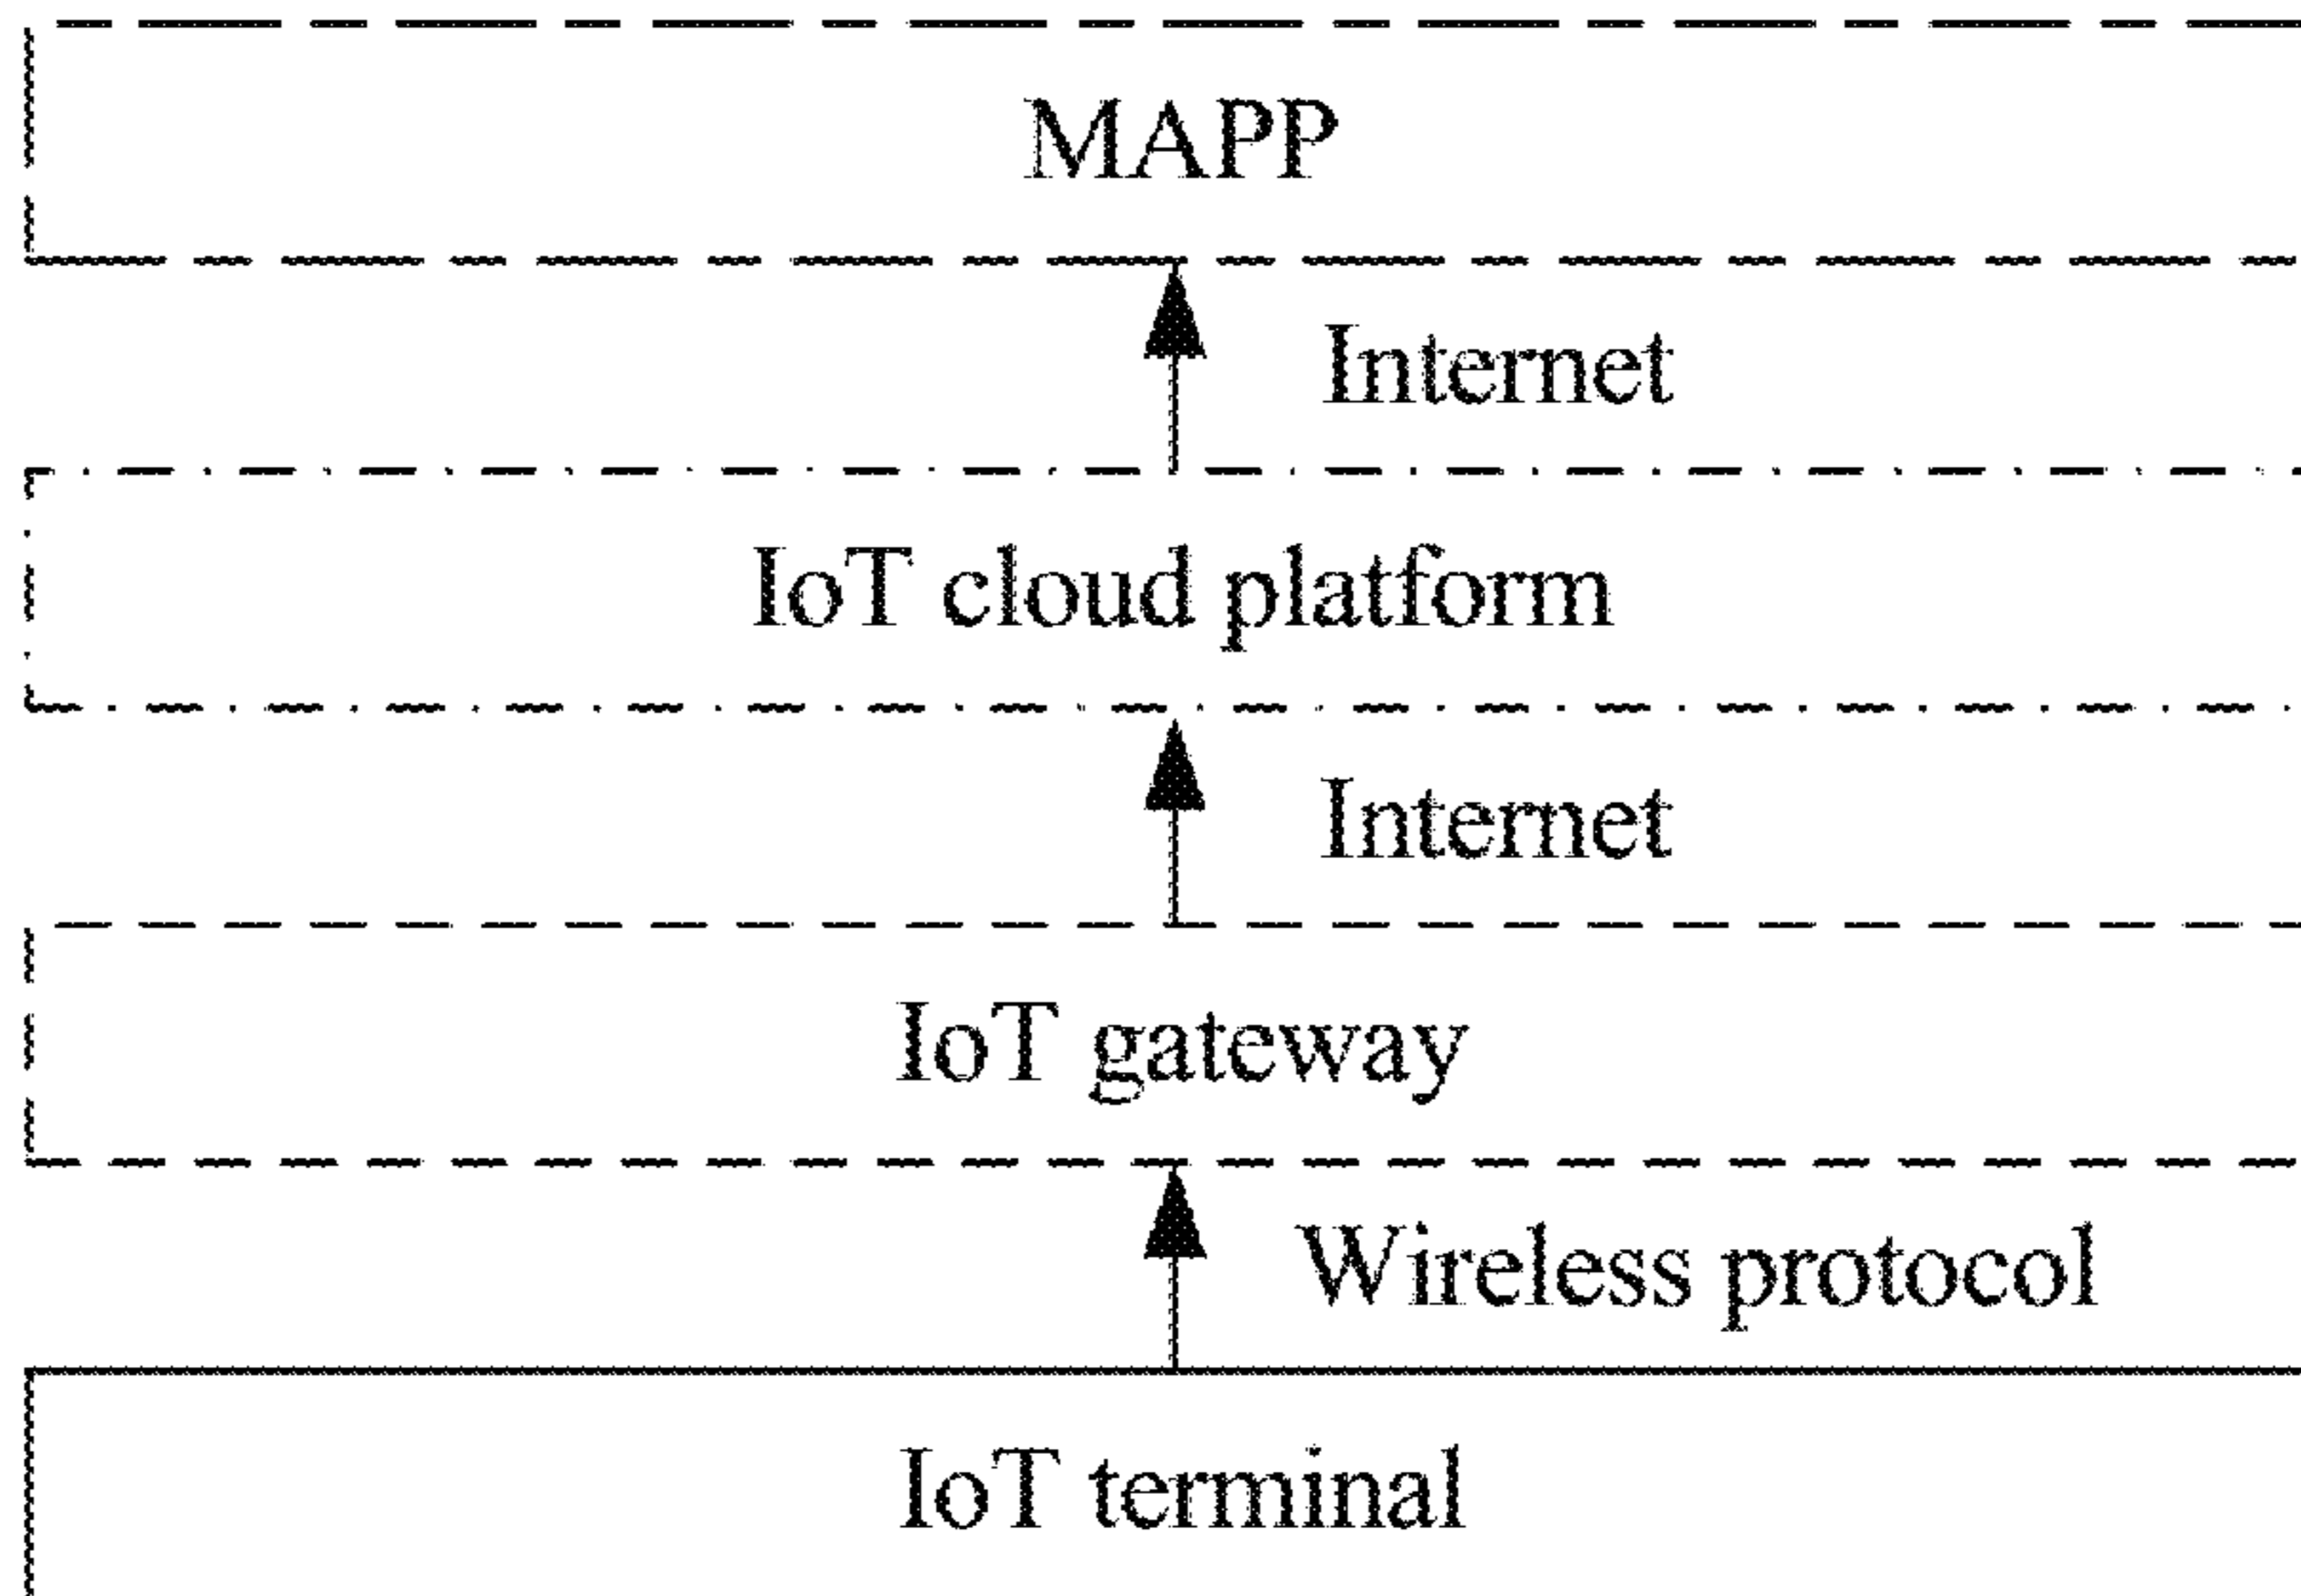 MAPP
Internet
IoT cloud platform
Internet
IoT gateway
Wireless protocol
IoT terminal